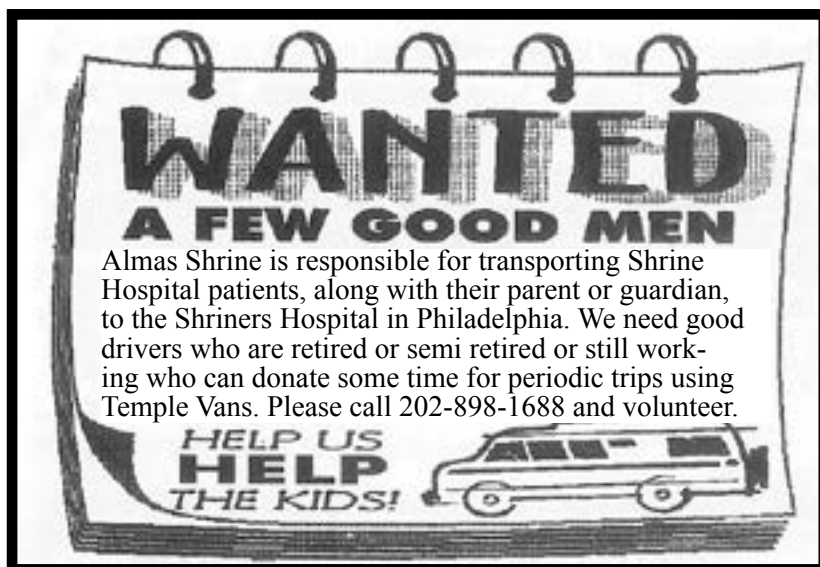 WANTED
A FEW GOOD MEN
Almas Shrine is responsible for transporting Shrine
Hospital patients, along with their parent or guardian,
to the Shriners Hospital in Philadelphia. We need good
drivers who are retired or semi retired or still work-
ing who can donate some time for periodic trips using
Temple Vans. Please call 202-898-1688 and volunteer.
HELP US
HELP
THE KIDS!